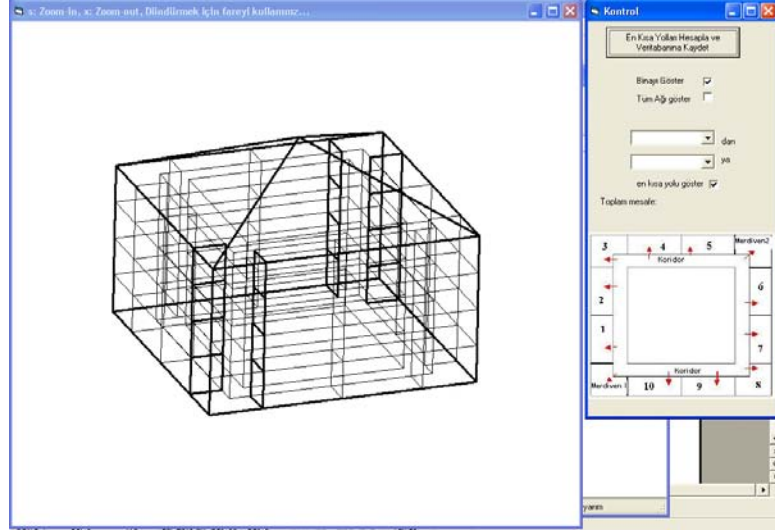 s: Zoom-In, x: Zoom-out, Döndürmek için fareyi kullanınız...
Kontrol
En Kısa Yolları Hesapla ve
Veritabanına Kaydet
Binayı Göster
Tüm Ağı göster
dan
ya
en kısa yolu göster
Toplam mesafe:
3 4 5 Merdiven2
Koridor
6
2
1
7
Koridor
Merdiven 1 10 9 8
yarım